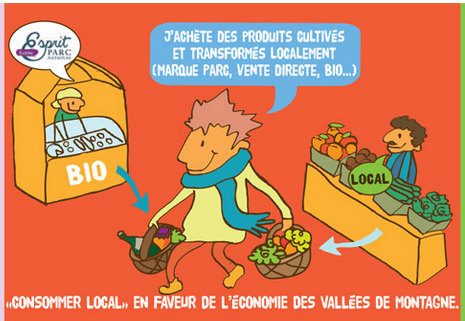 Esprit
PARC
NATIONAL
J'ACHÈTE DES PRODUITS CULTIVÉS
ET TRANSFORMÉS LOCALEMENT
(MARQUE PARC, VENTE DIRECTE, BIO...)
BIO
LOCAL
«CONSOMMER LOCAL» EN FAVEUR DE L'ÉCONOMIE DES VALLÉES DE MONTAGNE.